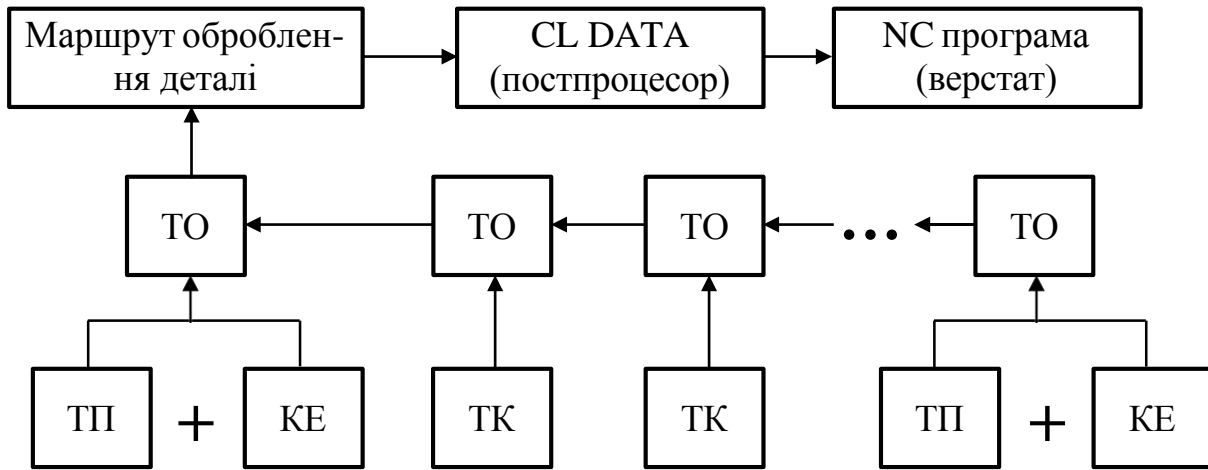 Маршрут оброблен-
ня деталі
CL DATA
(постпроцесор)
NC програма
(верстат)
ТО
ТО
ТО
...
ТО
ТП
+
КЕ
ТК
ТК
ТП
+
КЕ